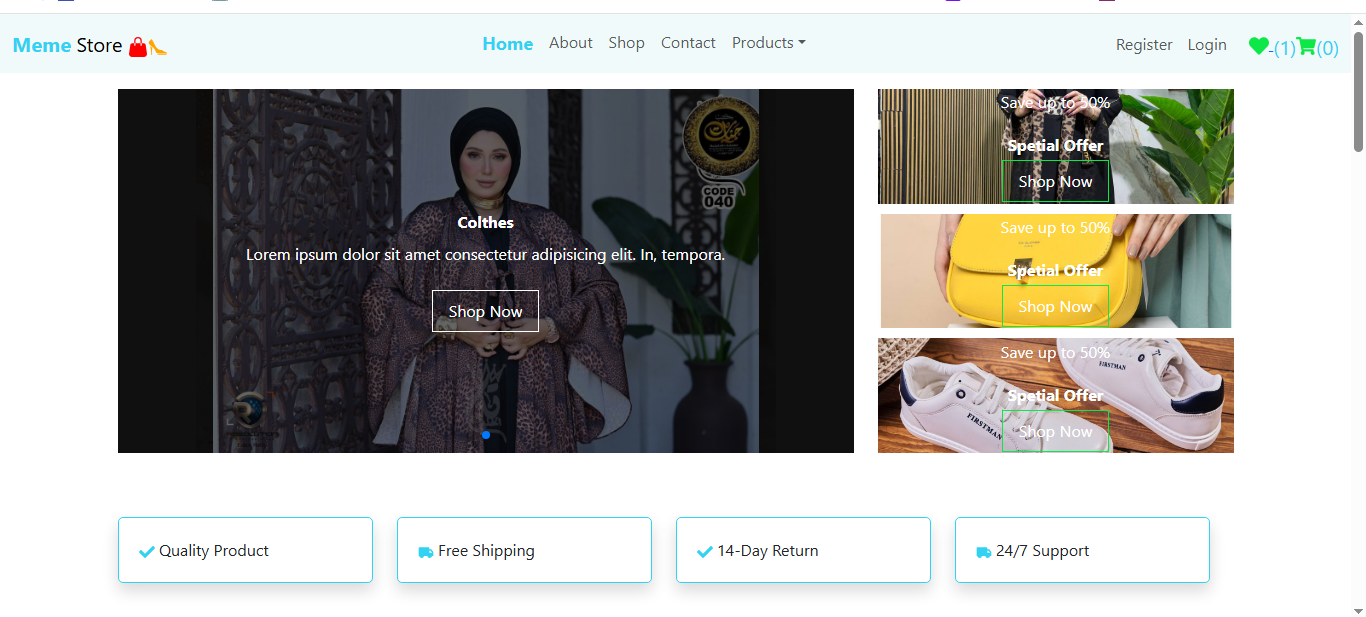 Meme Store
Home About Shop Contact Products
Register Login -(1) (0)
CODE
040
Colthes
Lorem ipsum dolor sit amet consectetur adipisicing elit. In, tempora.
Shop Now
Save up to 50%
Spetial Offer
Shop Now
Save up to 50%
Spetial Offer
Shop Now
Save up to 50%
FIRSTMAN
Spetial Offer
FIRSTMAN
Shop Now
Quality Product
Free Shipping
14-Day Return
24/7 Support